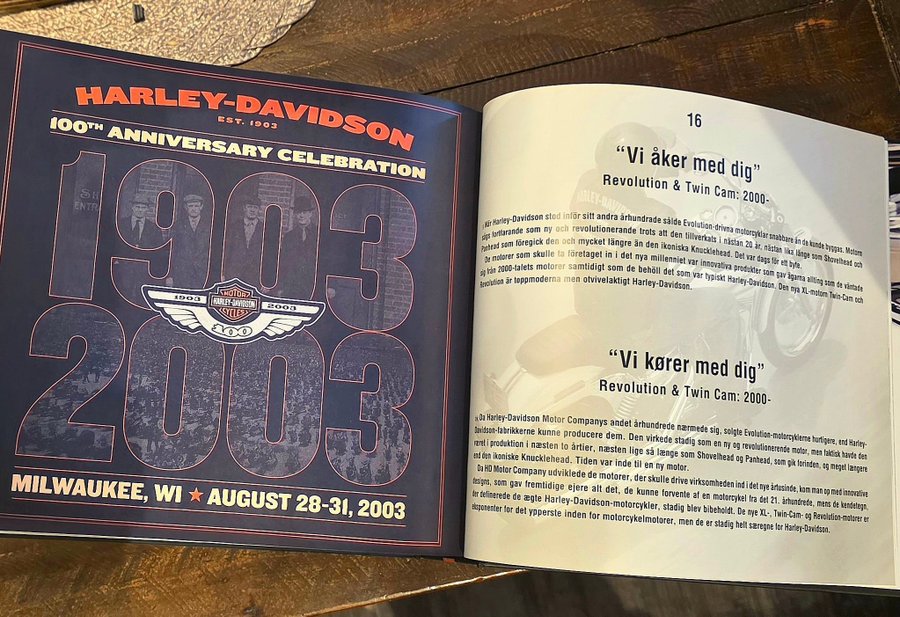 HARLEY-DAVIDSON
EST. 1903
100TH ANNIVERSARY CELEBRATION
1903
MOTOR
1903 HARLEY-DAVIDSON 2003
CYCLES
100
2003
MILWAUKEE, WI ★ AUGUST 28-31, 2003
16
“Vi åker med dig”
Revolution & Twin Cam: 2000-
När Harley-Davidson stod inför sitt andra århundrade sålde Evolution-drivna motorcyklar snabbare än de kunde byggas. Motorn
sågs fortfarande som ny och revolutionerande trots att den tillverkats i nästan 20 år, nästan lika länge som Shovelhead och
Panhead som föregick den och mycket längre än den ikoniska Knucklehead. Det var dags för ett byte.
De motorer som skulle ta företaget in i det nya millenniet var innovativa produkter som gav ägarna allting som de väntade
sig från 2000-talets motorer samtidigt som de behöll det som var typiskt Harley-Davidson. Den nya XL-motorn Twin-Cam och
Revolution är toppmoderna men otvivelaktigt Harley-Davidson.
“Vi kører med dig”
Revolution & Twin Cam: 2000-
Da Harley-Davidson Motor Companys andet århundrede nærmede sig, solgte Evolution-motorcyklerne hurtigere, end Harley-
Davidson-fabrikkerne kunne producere dem. Den virkede stadig som en ny og revolutionerende motor, men faktisk havde den
været i produktion i næsten to årtier, næsten lige så længe som Shovelhead og Panhead, som gik forinden, og meget længere
end den ikoniske Knucklehead. Tiden var inde til en ny motor.
Da HD Motor Company udviklede de motorer, der skulle drive virksomheden ind i det nye årtusinde, kom man op med innovative
designs, som gav fremtidige ejere alt det, de kunne forvente af en motorcykel fra det 21. århundrede, mens de kendetegn,
der definerede de ægte Harley-Davidson-motorcykler, stadig blev bibeholdt. De nye XL-, Twin-Cam- og Revolution-motorer er
eksponenter for det ypperste inden for motorcykelmotorer, men de er stadig helt særegne for Harley-Davidson.